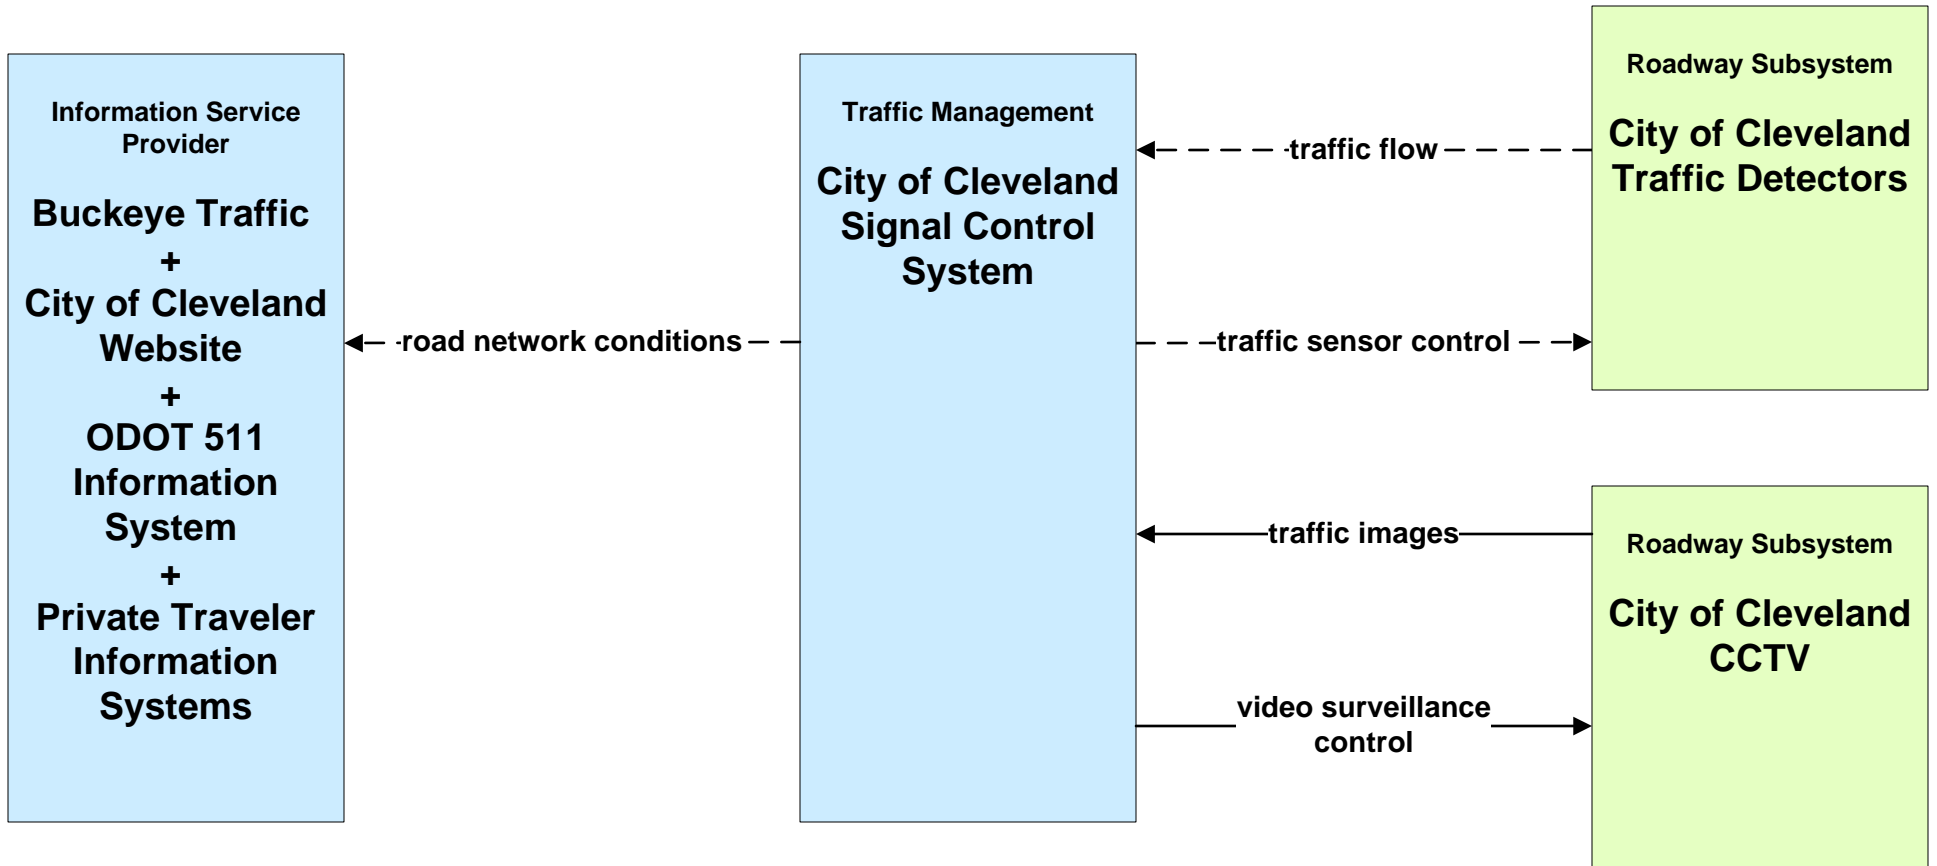 Information Service
Provider
Buckeye Traffic
+
City of Cleveland
Website
+
ODOT 511
Information
System
+
Private Traveler
Information
Systems
road network conditions
Traffic Management
City of Cleveland
Signal Control
System
traffic flow
traffic sensor control
traffic images
video surveillance
control
Roadway Subsystem
City of Cleveland
Traffic Detectors
Roadway Subsystem
City of Cleveland
CCTV